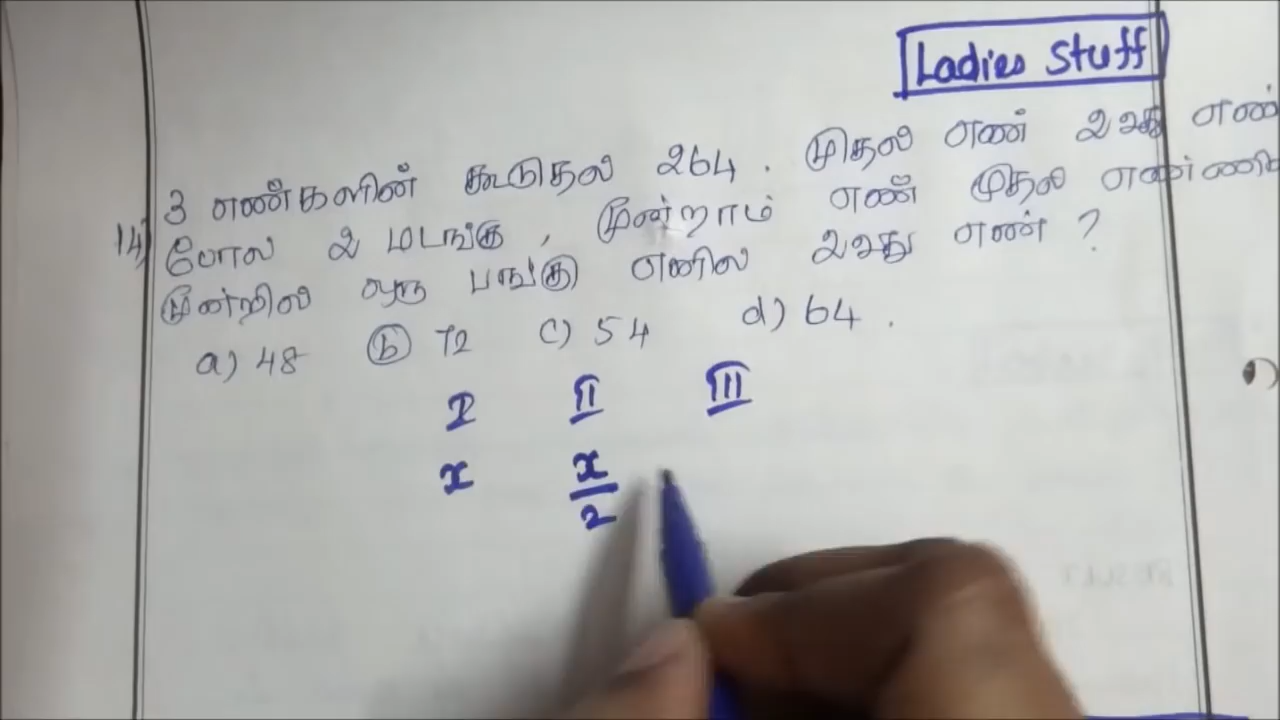 Ladies Stuff
3 எண்களின் கூடுதல் 264 . முதல் எண் 2வது எண்
14) போல 2 மடங்கு , மூன்றாம் எண் முதல்
மூன்றில் ஒரு பங்கு எனில் 2வது எண் ?
a) 48 b) 72 c) 54 d) 64 .
I II III
x x/2